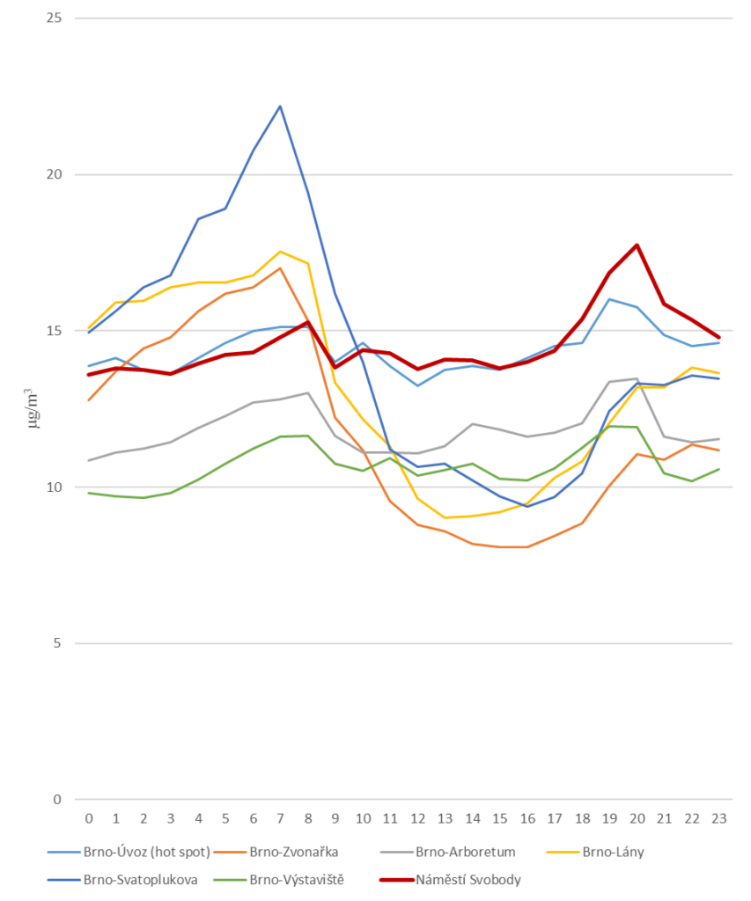 25
20
15
µg/m³
10
5
0
0 1 2 3 4 5 6 7 8 9 10 11 12 13 14 15 16 17 18 19 20 21 22 23
Brno-Úvoz (hot spot) Brno-Zvonařka Brno-Arboretum Brno-Lány
Brno-Svatoplukova Brno-Výstaviště Náměstí Svobody